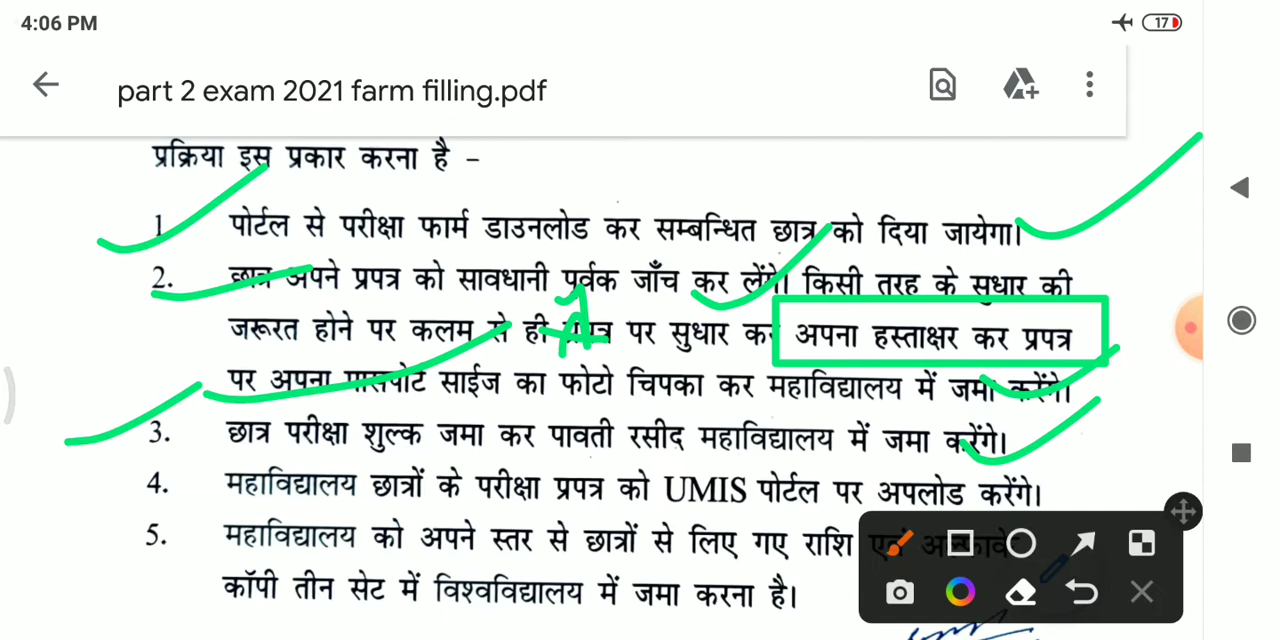 4:06 PM
17
part 2 exam 2021 farm filling.pdf
प्रक्रिया इस प्रकार करना है –
1 पोर्टल से परीक्षा फार्म डाउनलोड कर सम्बन्धित छात्र को दिया जायेगा।
2. छात्र अपने प्रपत्र को सावधानी पूर्वक जाँच कर लेंगे। किसी तरह के सुधार की
जरूरत होने पर कलम से ही प्रपत्र पर सुधार कर अपना हस्ताक्षर कर प्रपत्र
पर अपना पासपोर्ट साईज का फोटो चिपका कर महाविद्यालय में जमा करेंगे।
3. छात्र परीक्षा शुल्क जमा कर पावती रसीद महाविद्यालय में जमा करेंगे।
4. महाविद्यालय छात्रों के परीक्षा प्रपत्र को UMIS पोर्टल पर अपलोड करेंगे।
5. महाविद्यालय को अपने स्तर से छात्रों से लिए गए राशि एवं
कॉपी तीन सेट में विश्वविद्यालय में जमा करना है।